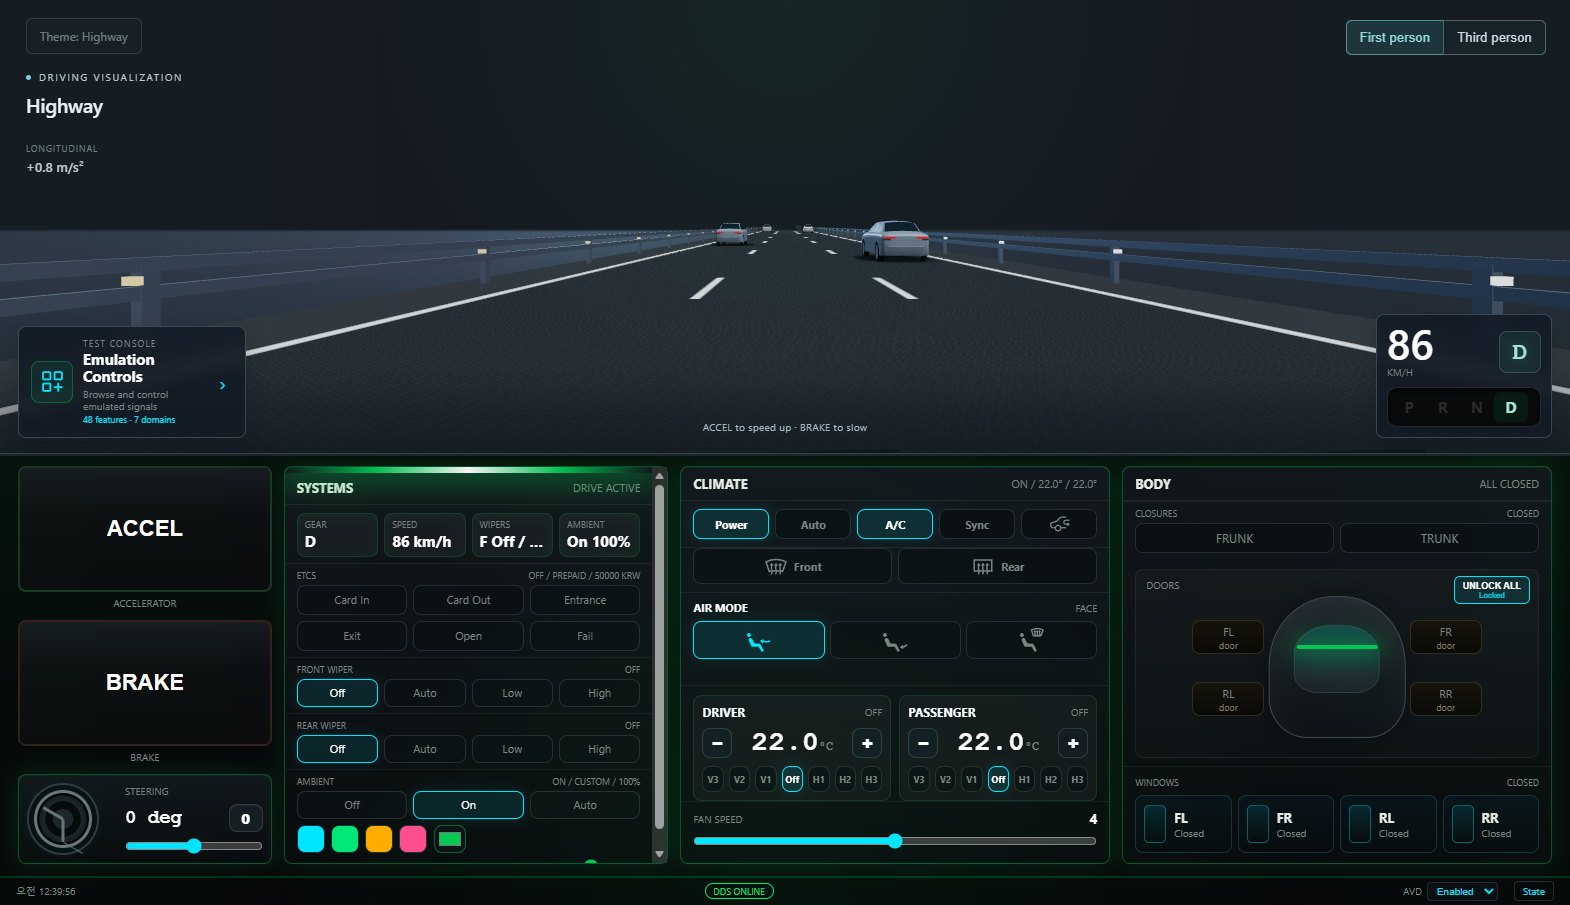 Theme: Highway
First person
Third person
DRIVING VISUALIZATION
Highway
LONGITUDINAL
+0.8 m/s²
TEST CONSOLE
Emulation
Controls
Browse and control
emulated signals
48 features · 7 domains
›
ACCEL to speed up · BRAKE to slow
86
KM/H
D
P R N D
ACCEL
ACCELERATOR
BRAKE
BRAKE
STEERING
0 deg
0
SYSTEMS
DRIVE ACTIVE
GEAR
D
SPEED
86 km/h
WIPERS
F Off / ...
AMBIENT
On 100%
ETCS
OFF / PREPAID / 50000 KRW
Card In
Card Out
Entrance
Exit
Open
Fail
FRONT WIPER
OFF
Off
Auto
Low
High
REAR WIPER
OFF
Off
Auto
Low
High
AMBIENT
ON / CUSTOM / 100%
Off
On
Auto
CLIMATE
ON / 22.0° / 22.0°
Power
Auto
A/C
Sync
Front
Rear
AIR MODE
FACE
DRIVER
OFF
− 22.0°C +
V3 V2 V1 Off H1 H2 H3
PASSENGER
OFF
− 22.0°C +
V3 V2 V1 Off H1 H2 H3
FAN SPEED
4
BODY
ALL CLOSED
CLOSURES
CLOSED
FRUNK
TRUNK
DOORS
UNLOCK ALL
Locked
FL
door
FR
door
RL
door
RR
door
WINDOWS
CLOSED
FL
Closed
FR
Closed
RL
Closed
RR
Closed
오전 12:39:56
DDS ONLINE
AVD
Enabled
State